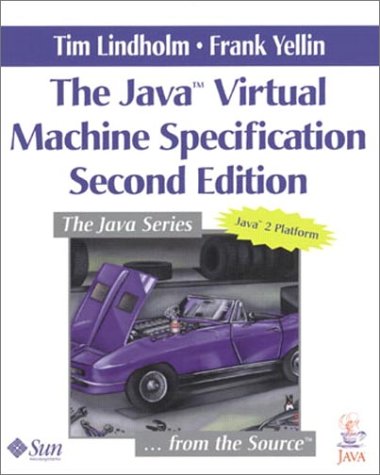 Tim Lindholm • Frank Yellin
The Java™ Virtual
Machine Specification
Second Edition
The Java Series
Java™ 2 Platform
Sun
... from the Source™
JAVA